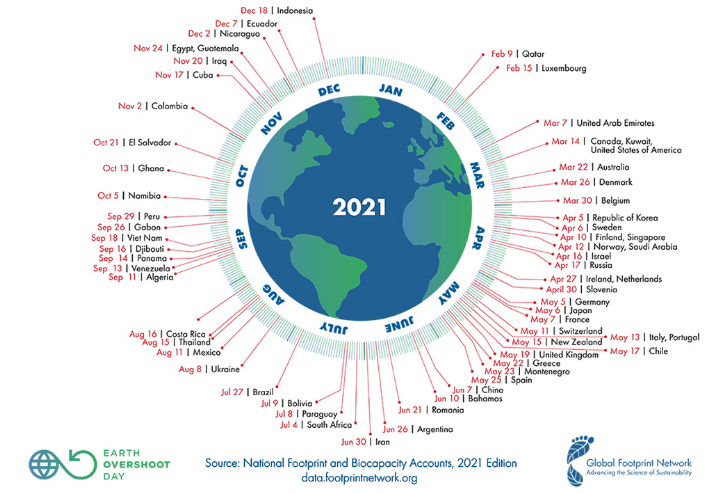 Dec 18 | Indonesia
Dec 7 | Ecuador
Dec 2 | Nicaragua
Nov 24 | Egypt, Guatemala
Nov 20 | Iraq
Nov 17 | Cuba
Nov 2 | Colombia
Oct 21 | El Salvador
Oct 13 | Ghana
Oct 5 | Namibia
Sep 29 | Peru
Sep 26 | Gabon
Sep 18 | Viet Nam
Sep 16 | Djibouti
Sep 14 | Panama
Sep 13 | Venezuela
Sep 11 | Algeria
Aug 16 | Costa Rica
Aug 15 | Thailand
Aug 11 | Mexico
Aug 8 | Ukraine
Jul 27 | Brazil
Jul 9 | Bolivia
Jul 8 | Paraguay
Jul 4 | South Africa
Jun 30 | Iran
Feb 9 | Qatar
Feb 15 | Luxembourg
Mar 7 | United Arab Emirates
Mar 14 | Canada, Kuwait,
United States of America
Mar 22 | Australia
Mar 26 | Denmark
Mar 30 | Belgium
Apr 5 | Republic of Korea
Apr 6 | Sweden
Apr 10 | Finland, Singapore
Apr 12 | Norway, Saudi Arabia
Apr 16 | Israel
Apr 17 | Russia
Apr 27 | Ireland, Netherlands
April 30 | Slovenia
May 5 | Germany
May 6 | Japan
May 7 | France
May 11 | Switzerland
May 13 | Italy, Portugal
May 15 | New Zealand
May 17 | Chile
May 19 | United Kingdom
May 22 | Greece
May 23 | Montenegro
May 25 | Spain
Jun 7 | China
Jun 10 | Bahamas
Jun 21 | Romania
Jun 26 | Argentina
JAN
FEB
MAR
APR
MAY
JUNE
JULY
AUG
SEP
OCT
NOV
DEC
2021
EARTH
OVERSHOOT
DAY
Source: National Footprint and Biocapacity Accounts, 2021 Edition
data.footprintnetwork.org
Global Footprint Network
Advancing the Science of Sustainability